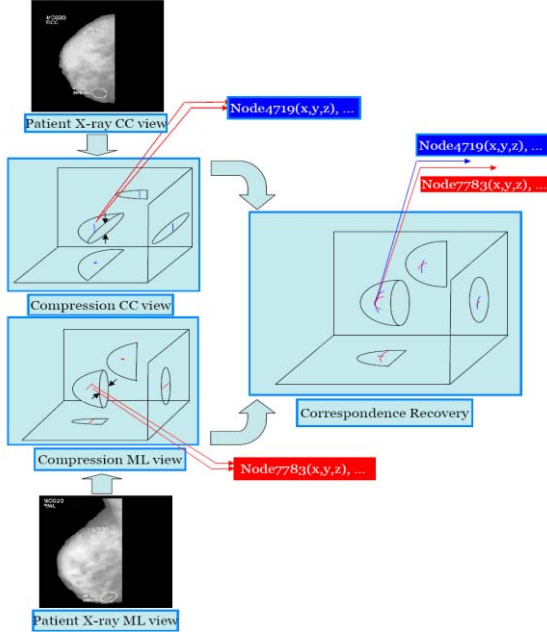 Patient X-ray CC view
Node4719(x,y,z), ...
Compression CC view
Node4719(x,y,z), ...
Node7783(x,y,z), ...
Correspondence Recovery
Compression ML view
Node7783(x,y,z), ...
Patient X-ray ML view